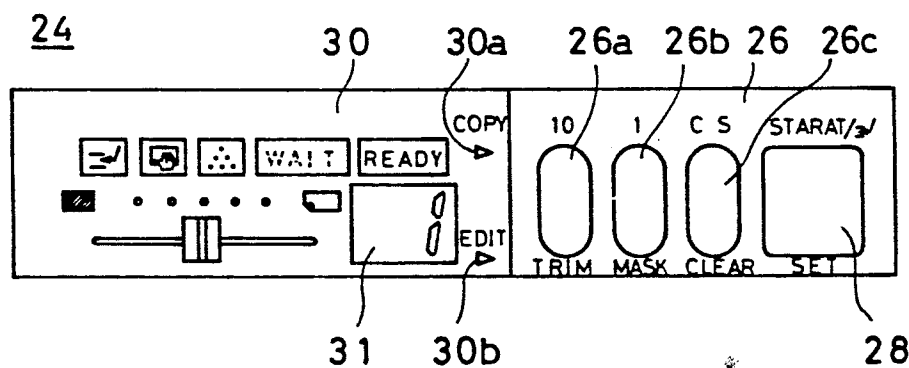 24
30 30a 26a 26b 26 26c
COPY 10 1 C S STARAT/
WAIT READY
1
EDIT
TRIM MASK CLEAR SET
31 30b 28